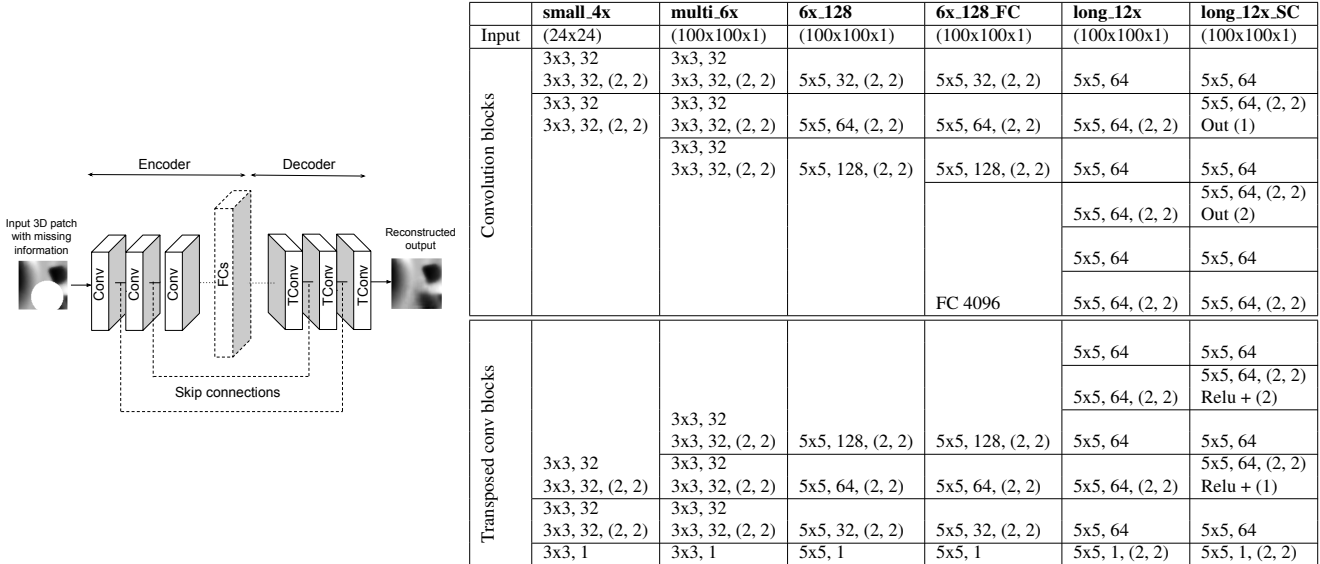 Encoder
Decoder
Input 3D patch
with missing
information
Conv
Conv
Conv
FCs
TConv
TConv
TConv
Reconstructed
output
Skip connections
small_4x multi_6x 6x_128 6x_128_FC long_12x long_12x_SC
Input (24x24) (100x100x1) (100x100x1) (100x100x1) (100x100x1) (100x100x1)
Convolution blocks
3x3, 32 3x3, 32
3x3, 32, (2, 2) 3x3, 32, (2, 2) 5x5, 32, (2, 2) 5x5, 32, (2, 2) 5x5, 64 5x5, 64
3x3, 32 3x3, 32 5x5, 64, (2, 2)
3x3, 32, (2, 2) 3x3, 32, (2, 2) 5x5, 64, (2, 2) 5x5, 64, (2, 2) 5x5, 64, (2, 2) Out (1)
3x3, 32
3x3, 32, (2, 2) 5x5, 128, (2, 2) 5x5, 128, (2, 2) 5x5, 64 5x5, 64
5x5, 64, (2, 2)
5x5, 64, (2, 2) Out (2)
5x5, 64 5x5, 64
FC 4096 5x5, 64, (2, 2) 5x5, 64, (2, 2)
Transposed conv blocks
5x5, 64 5x5, 64
5x5, 64, (2, 2)
5x5, 64, (2, 2) Relu + (2)
3x3, 32
3x3, 32, (2, 2) 5x5, 128, (2, 2) 5x5, 128, (2, 2) 5x5, 64 5x5, 64
3x3, 32 3x3, 32 5x5, 64, (2, 2)
3x3, 32, (2, 2) 3x3, 32, (2, 2) 5x5, 64, (2, 2) 5x5, 64, (2, 2) 5x5, 64, (2, 2) Relu + (1)
3x3, 32 3x3, 32
3x3, 32, (2, 2) 3x3, 32, (2, 2) 5x5, 32, (2, 2) 5x5, 32, (2, 2) 5x5, 64 5x5, 64
3x3, 1 3x3, 1 5x5, 1 5x5, 1 5x5, 1, (2, 2) 5x5, 1, (2, 2)